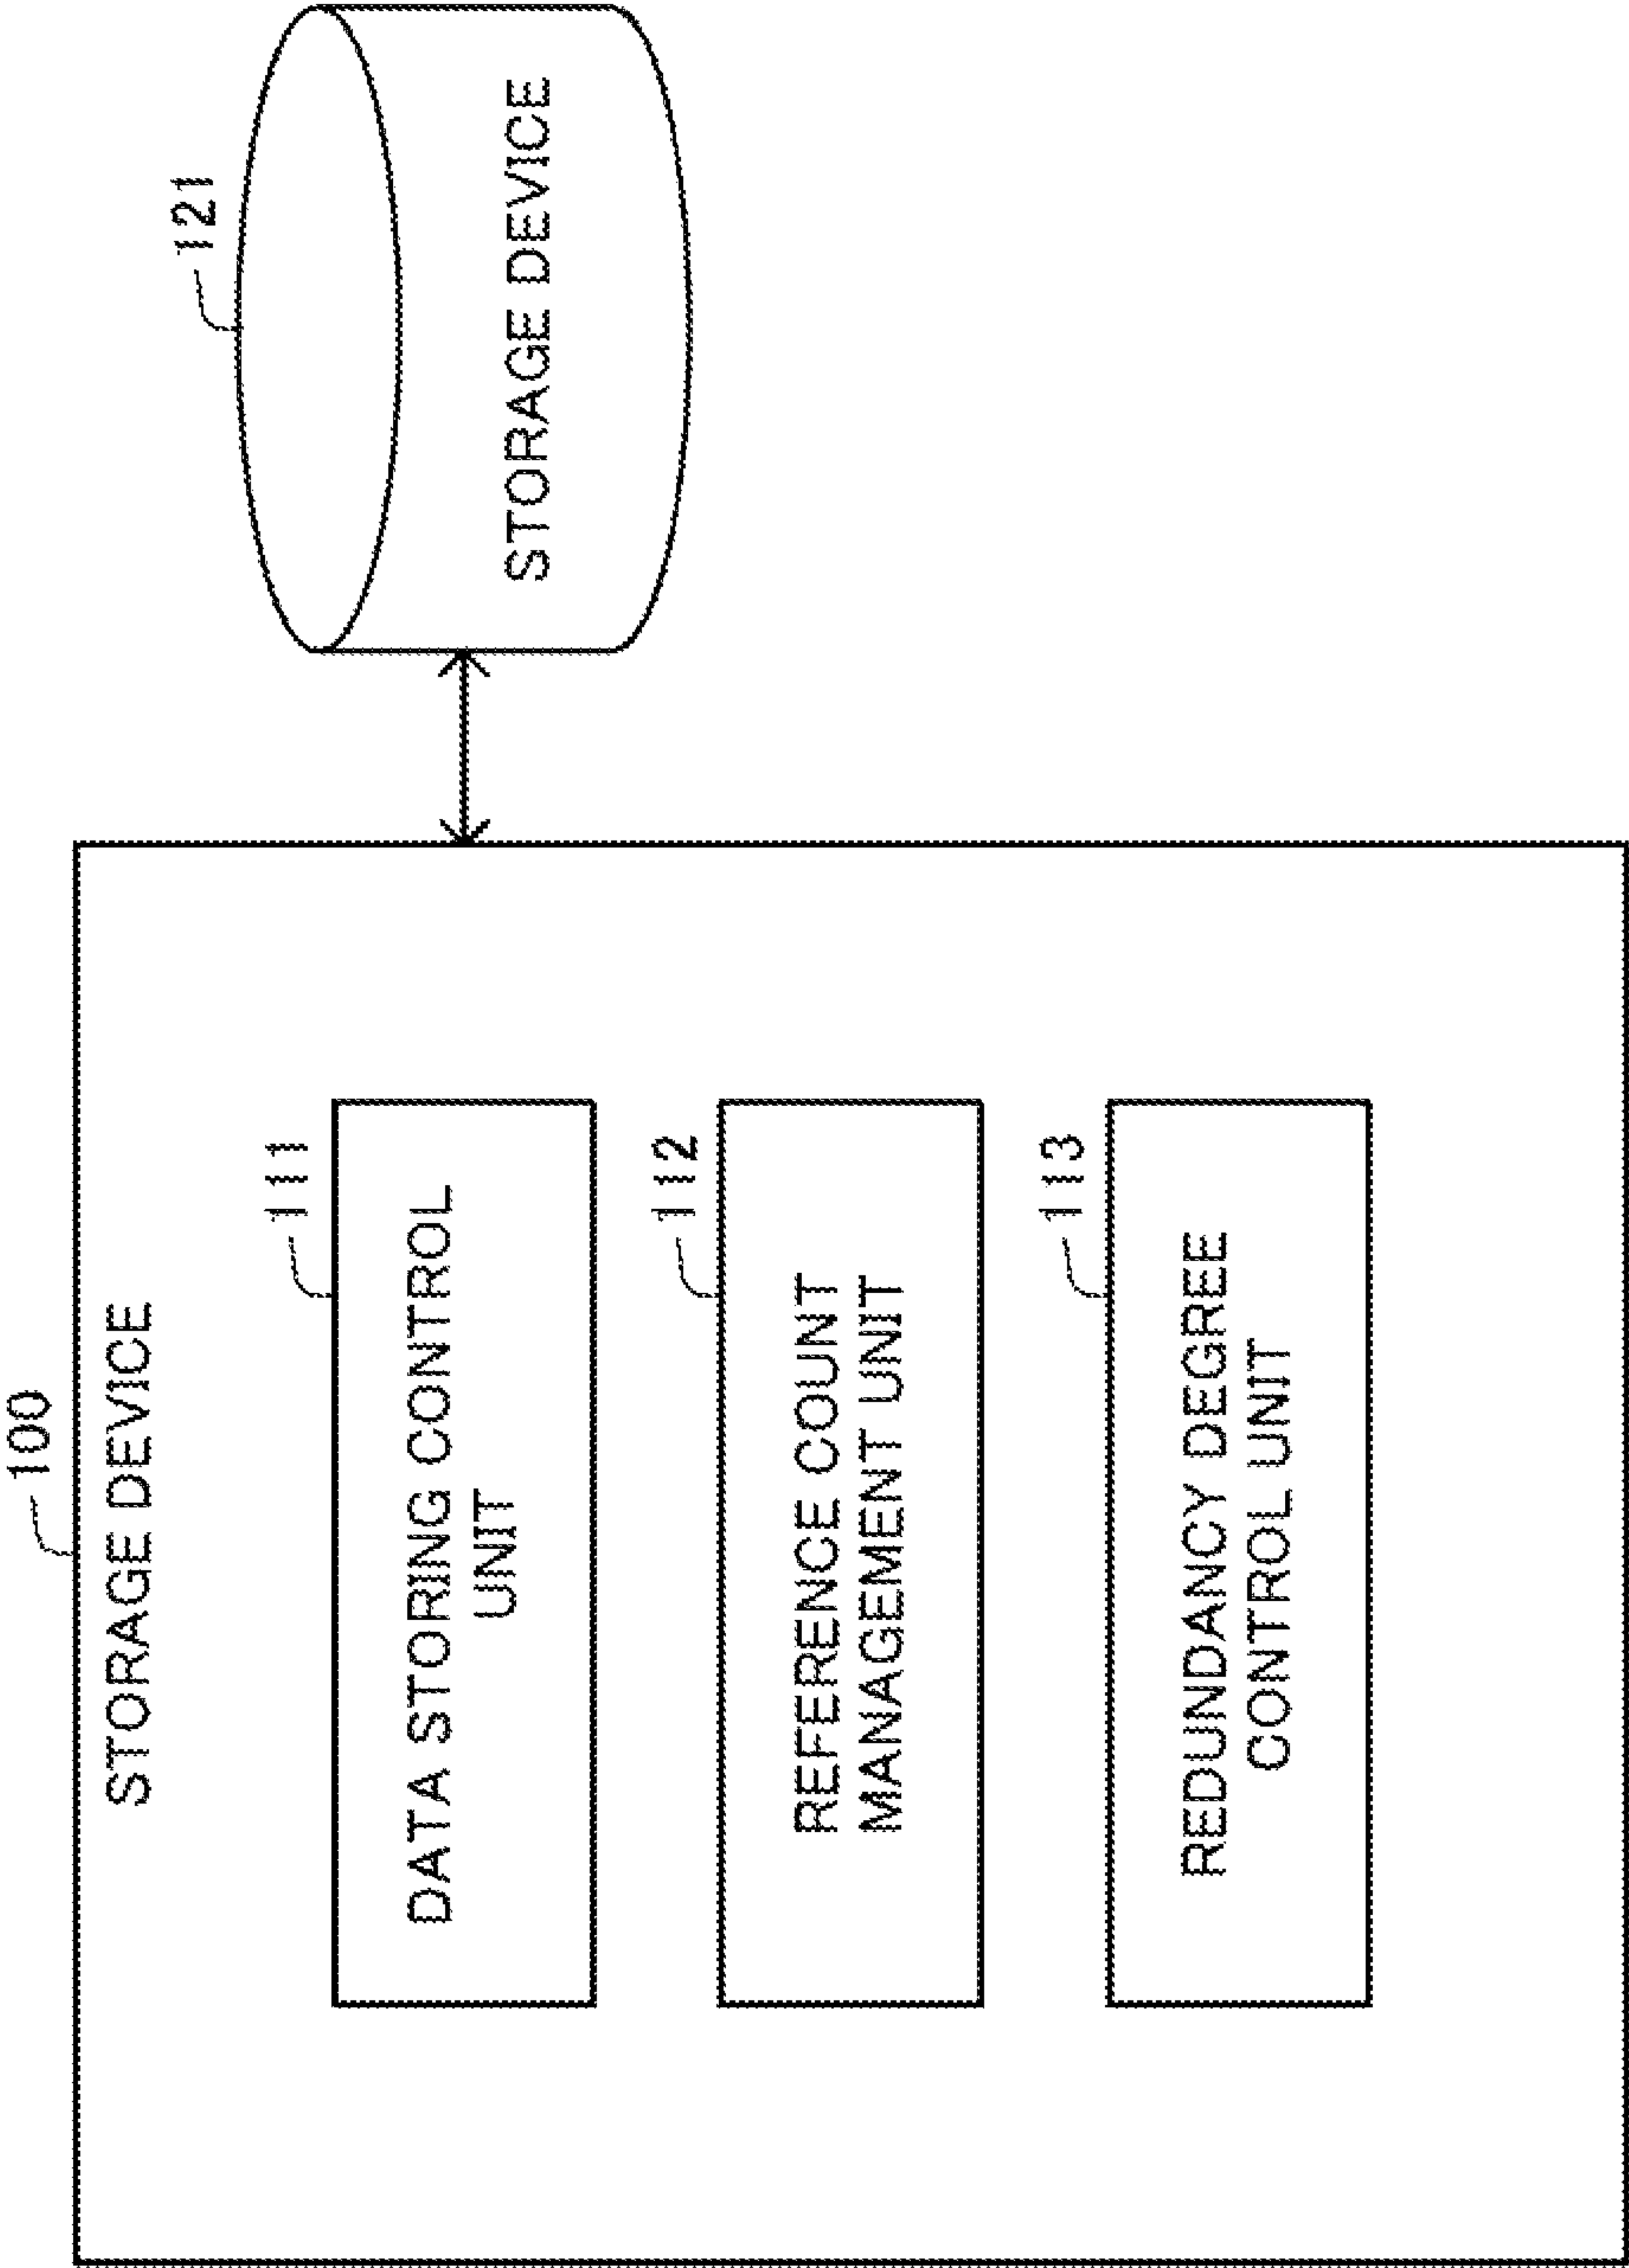 100
STORAGE DEVICE
111
DATA STORING CONTROL
UNIT
112
REFERENCE COUNT
MANAGEMENT UNIT
113
REDUNDANCY DEGREE
CONTROL UNIT
121
STORAGE DEVICE